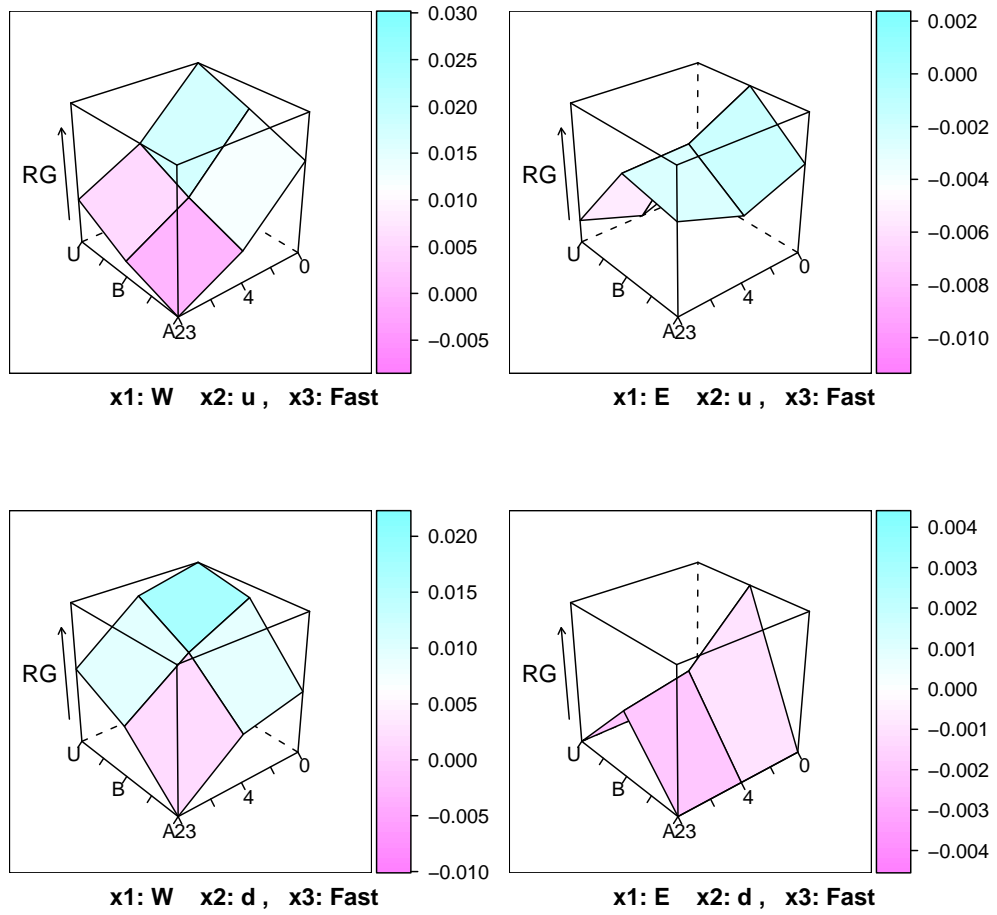 RG
U
B
A23
4
0
0.030
0.025
0.020
0.015
0.010
0.005
0.000
−0.005
x1: W x2: u , x3: Fast
RG
U
B
A23
4
0
0.002
0.000
−0.002
−0.004
−0.006
−0.008
−0.010
x1: E x2: u , x3: Fast
RG
U
B
A23
4
0
0.020
0.015
0.010
0.005
0.000
−0.005
−0.010
x1: W x2: d , x3: Fast
RG
U
B
A23
4
0
0.004
0.003
0.002
0.001
0.000
−0.001
−0.002
−0.003
−0.004
x1: E x2: d , x3: Fast